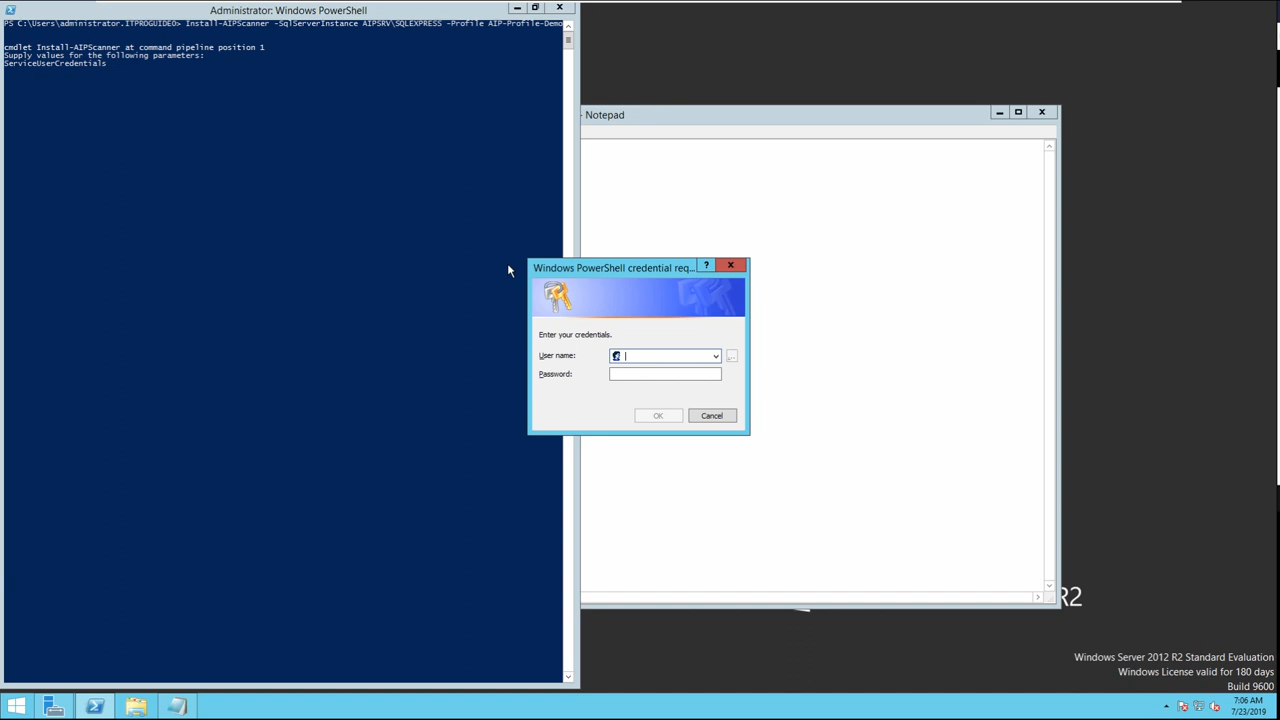 Administrator: Windows PowerShell
PS C:\Users\administrator.ITPROGUIDEO> Install-AIPScanner -SqlServerInstance AIPSRV\SQLEXPRESS -Profile AIP-Profile-Demo
cmdlet Install-AIPScanner at command pipeline position 1
Supply values for the following parameters:
ServiceUserCredentials
- Notepad
Windows PowerShell credential req...
?
Enter your credentials.
User name:
...
Password:
OK
Cancel
R2
Windows Server 2012 R2 Standard Evaluation
Windows License valid for 180 days
Build 9600
7:06 AM
7/23/2019